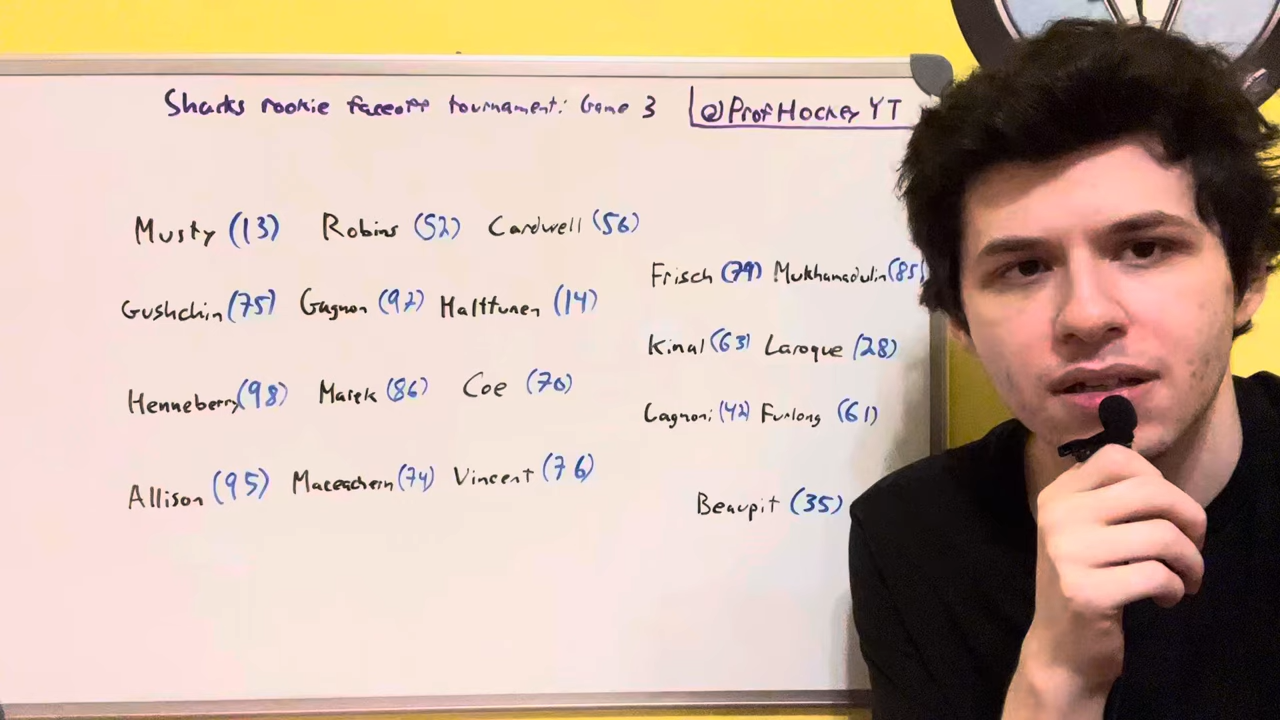 Sharks rookie faceoff tournament: Game 3 @ProfHockeyYT
Musty (13) Robins (52) Cardwell (56)
Gushchin (75) Gagnon (92) Halttunen (14)
Henneberry (98) Marek (86) Coe (70)
Allison (95) Maceachern (74) Vincent (76)
Frisch (79) Mukhamadulin (85)
Kinal (63) Laroque (28)
Cagnoni (42) Furlong (61)
Beaupit (35)